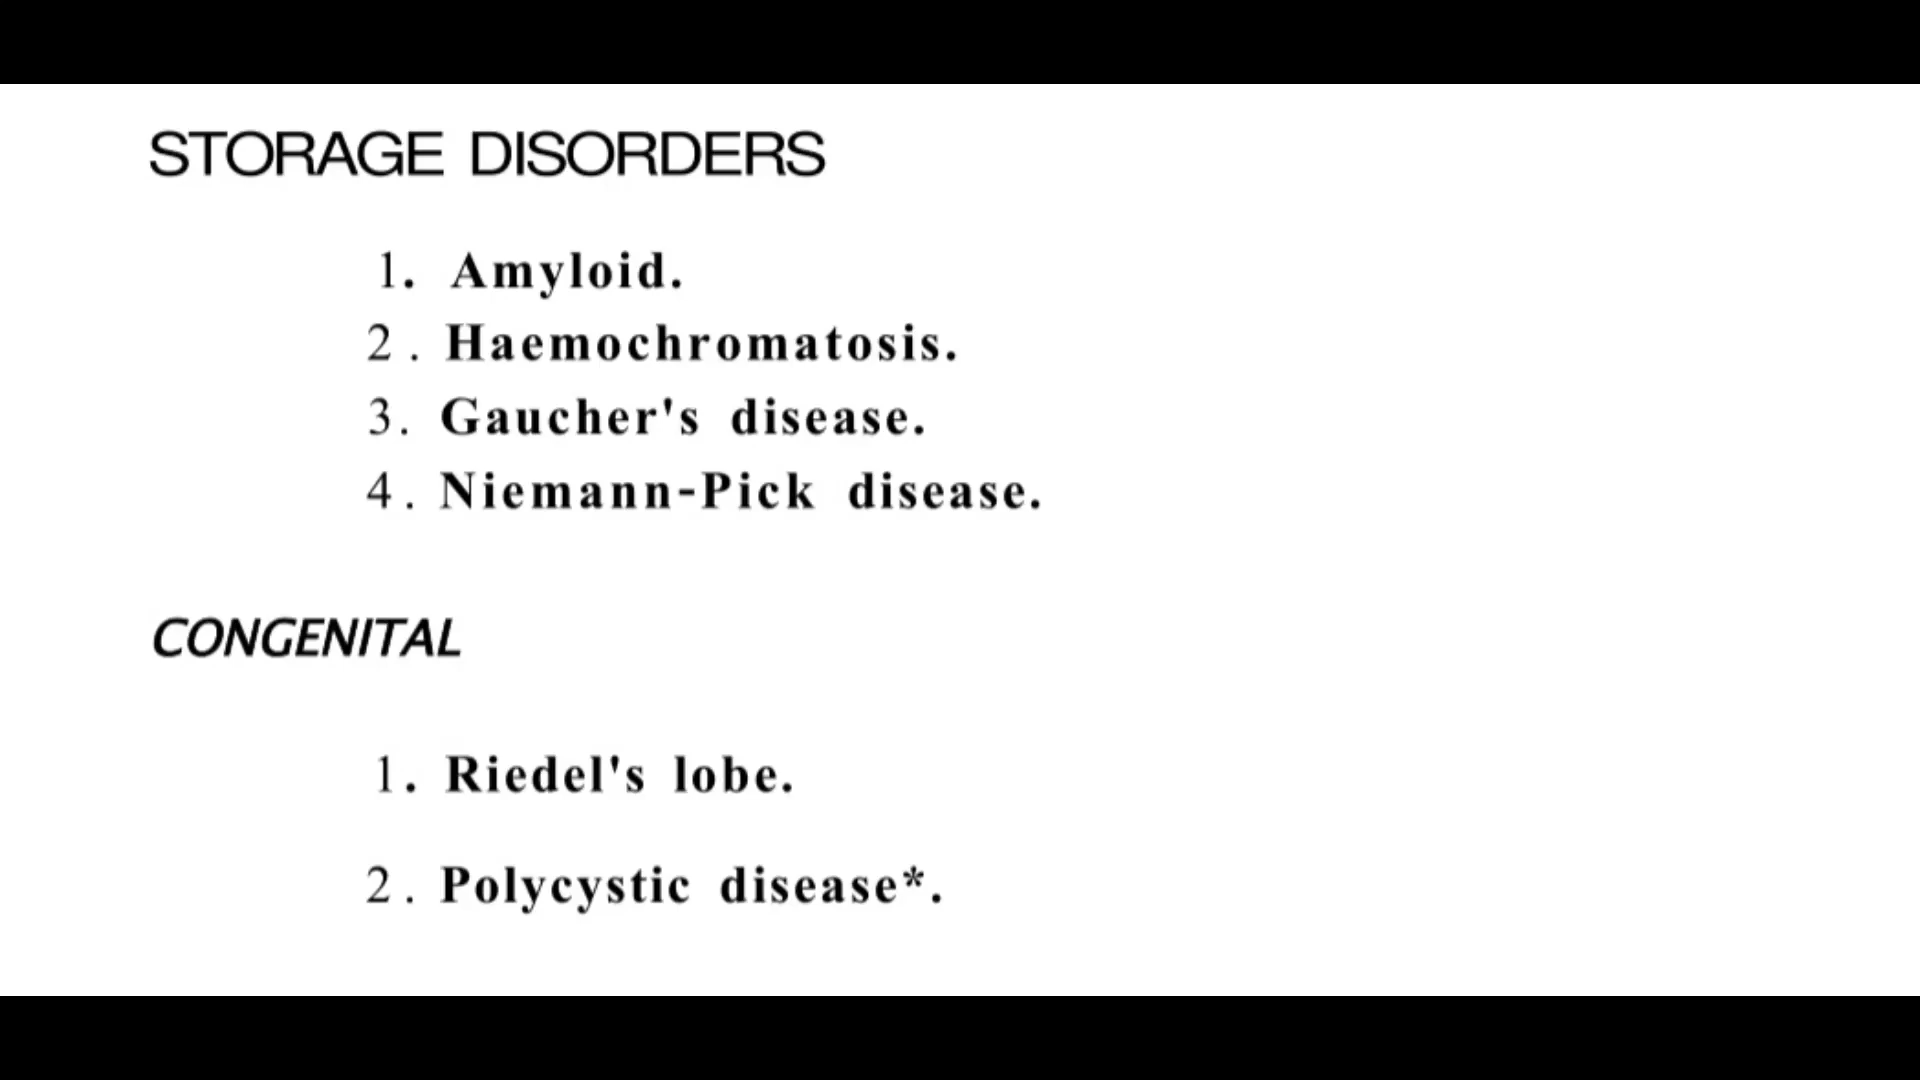 STORAGE DISORDERS
1. Amyloid.
2. Haemochromatosis.
3. Gaucher's disease.
4. Niemann-Pick disease.
CONGENITAL
1. Riedel's lobe.
2. Polycystic disease*.